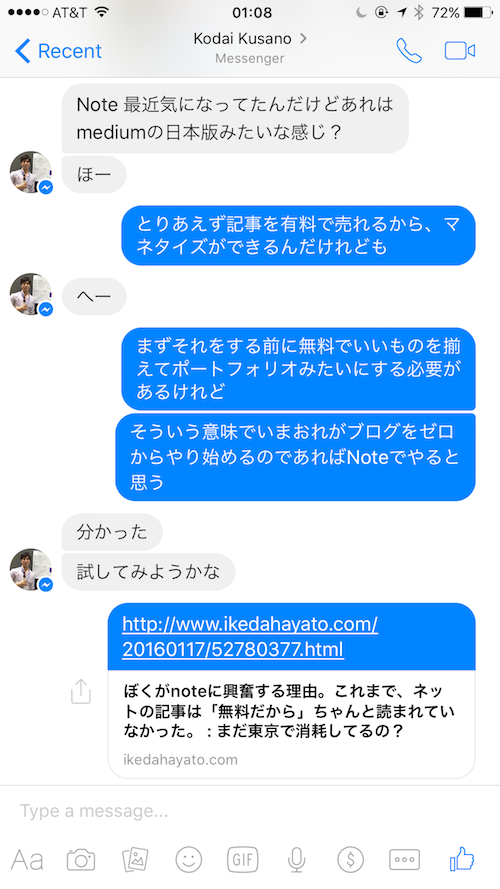 AT&T 01:08 72%
Recent
Kodai Kusano
Messenger
Note 最近気になってたんだけどあれは
mediumの日本版みたいな感じ？
ほー
とりあえず記事を有料で売れるから、マ
ネタイズができるんだけれども
へー
まずそれをする前に無料でいいものを揃
えてポートフォリオみたいにする必要が
あるけれど
そういう意味でいまおれがブログをゼロ
からやり始めるのであればNoteでやると
思う
分かった
試してみようかな
http://www.ikedahayato.com/
20160117/52780377.html
ぼくがnoteに興奮する理由。これまで、ネッ
トの記事は「無料だから」ちゃんと読まれてい
なかった。 : まだ東京で消耗してるの？
ikedahayato.com
Type a message...
Aa GIF $